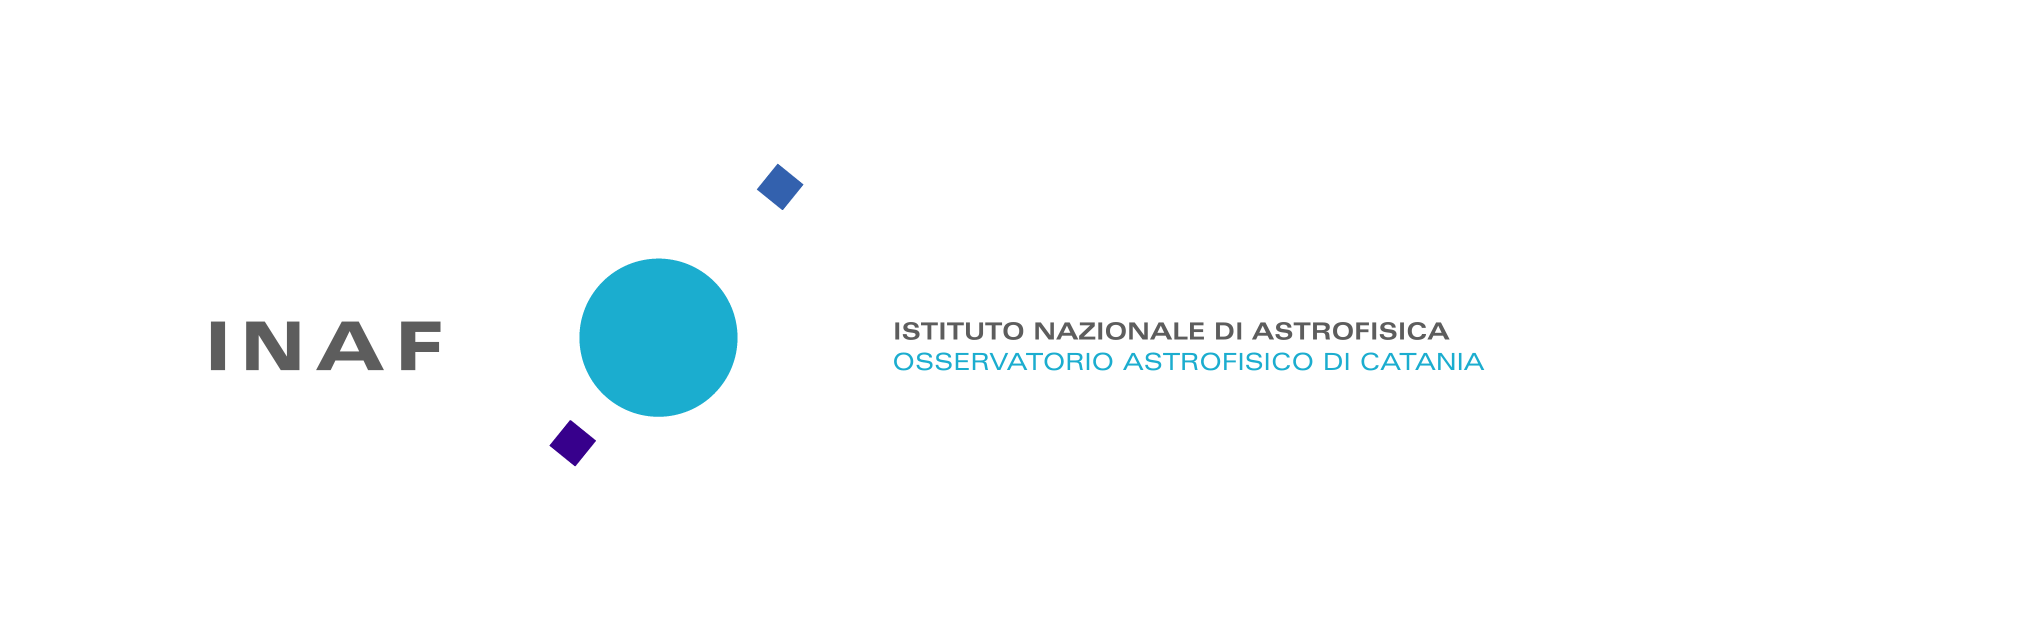 INAF
ISTITUTO NAZIONALE DI ASTROFISICA
OSSERVATORIO ASTROFISICO DI CATANIA